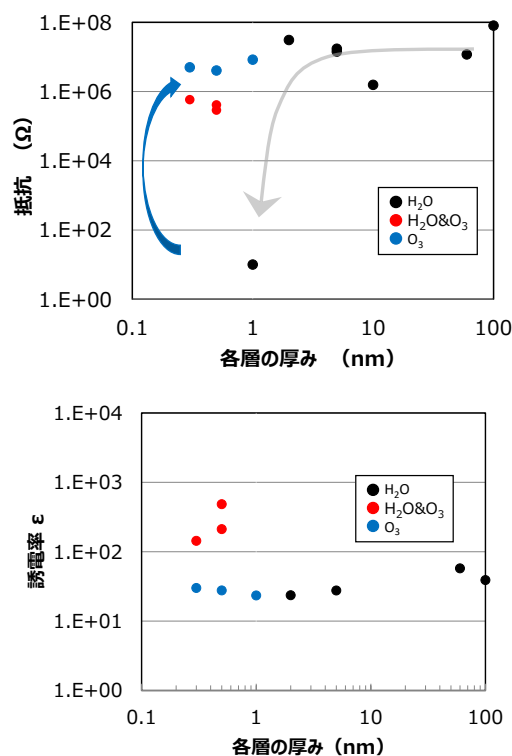 1.E+08
1.E+06
1.E+04
1.E+02
1.E+00
抵抗 （Ω）
H₂O
H₂O&O₃
O₃
0.1
1
10
100
各層の厚み （nm）
1.E+04
1.E+03
1.E+02
1.E+01
1.E+00
誘電率 ε
H₂O
H₂O&O₃
O₃
0.1
1
10
100
各層の厚み（nm）